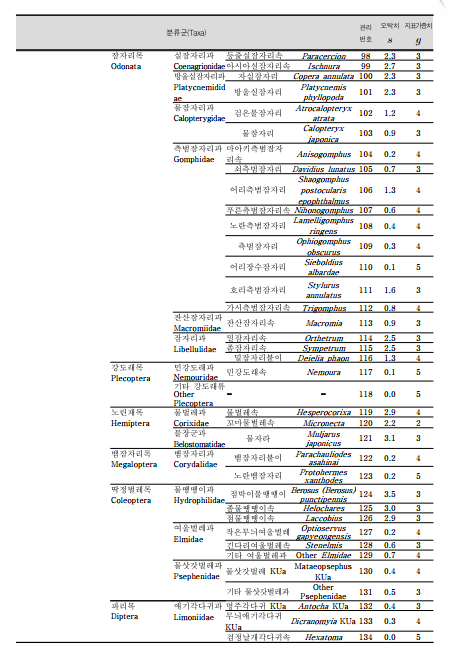 분류군(Taxa) 관리 번호 오탁치 s 지표가중치 g
잠자리목 Odonata 실잠자리과 Coenagrionidae 등줄실잠자리속 Paracercion 98 2.3 3
아시아실잠자리속 Ischnura 99 2.7 3
방울실잠자리과 Platycnemididae 자실잠자리 Copera annulata 100 2.3 3
방울실잠자리 Platycnemis phyllopoda 101 2.3 3
물잠자리과 Calopterygidae 검은물잠자리 Atrocalopteryx atrata 102 1.2 4
물잠자리 Calopteryx japonica 103 0.9 3
측범잠자리과 Gomphidae 마아키측범잠자리속 Anisogomphus 104 0.2 4
쇠측범잠자리 Davidius lunatus 105 0.7 3
어리측범잠자리 Shaogomphus postocularis epophthalmus 106 1.3 4
푸른측범잠자리속 Nihonogomphus 107 0.6 4
노란측범잠자리 Lamelligomphus ringens 108 0.4 4
측범잠자리 Ophiogomphus obscurus 109 0.3 4
어리장수잠자리 Sieboldius albardae 110 0.1 5
호리측범잠자리 Stylurus annulatus 111 1.6 3
가시측범잠자리속 Trigomphus 112 0.8 4
잔산잠자리과 Macromiidae 잔산잠자리속 Macromia 113 0.9 3
잠자리과 Libellulidae 밀잠자리속 Orthetrum 114 2.5 3
좀잠자리속 Sympetrum 115 2.5 3
밀잠자리붙이 Deielia phaon 116 1.3 4
강도래목 Plecoptera 민강도래과 Nemouridae 민강도래속 Nemoura 117 0.1 5
기타 강도래류 Other Plecoptera - - 118 0.0 5
노린재목 Hemiptera 물벌레과 Corixidae 물벌레속 Hesperocorixa 119 2.9 4
꼬마물벌레속 Micronecta 120 2.2 2
물장군과 Belostomatidae 물자라 Muljarus japonicus 121 3.1 3
뱀잠자리목 Megaloptera 뱀잠자리과 Corydalidae 뱀잠자리붙이 Parachauliodes asahinai 122 0.2 4
노란뱀잠자리 Protohermes xanthodes 123 0.2 5
딱정벌레목 Coleoptera 물땡땡이과 Hydrophilidae 점박이물땡땡이 Berosus (Berosus) punctipennis 124 3.5 3
좀물땡땡이속 Helochares 125 3.0 3
점물땡땡이속 Laccobius 126 2.9 3
여울벌레과 Elmidae 작은무늬여울벌레 Optioservus gapyeongensis 127 0.2 4
긴다리여울벌레속 Stenelmis 128 0.6 3
기타 여울벌레과 Other Elmidae 129 0.7 4
물삿갓벌레과 Psephenidae 물삿갓벌레 KUa Mataeopsephus KUa 130 0.4 4
기타 물삿갓벌레과 Other Psephenidae 131 0.5 3
파리목 Diptera 애기각다귀과 Limoniidae 명주각다귀 KUa Antocha KUa 132 0.4 3
무늬애기각다귀 KUa Dicranomyia KUa 133 0.3 4
검정날개각다귀속 Hexatoma 134 0.0 5